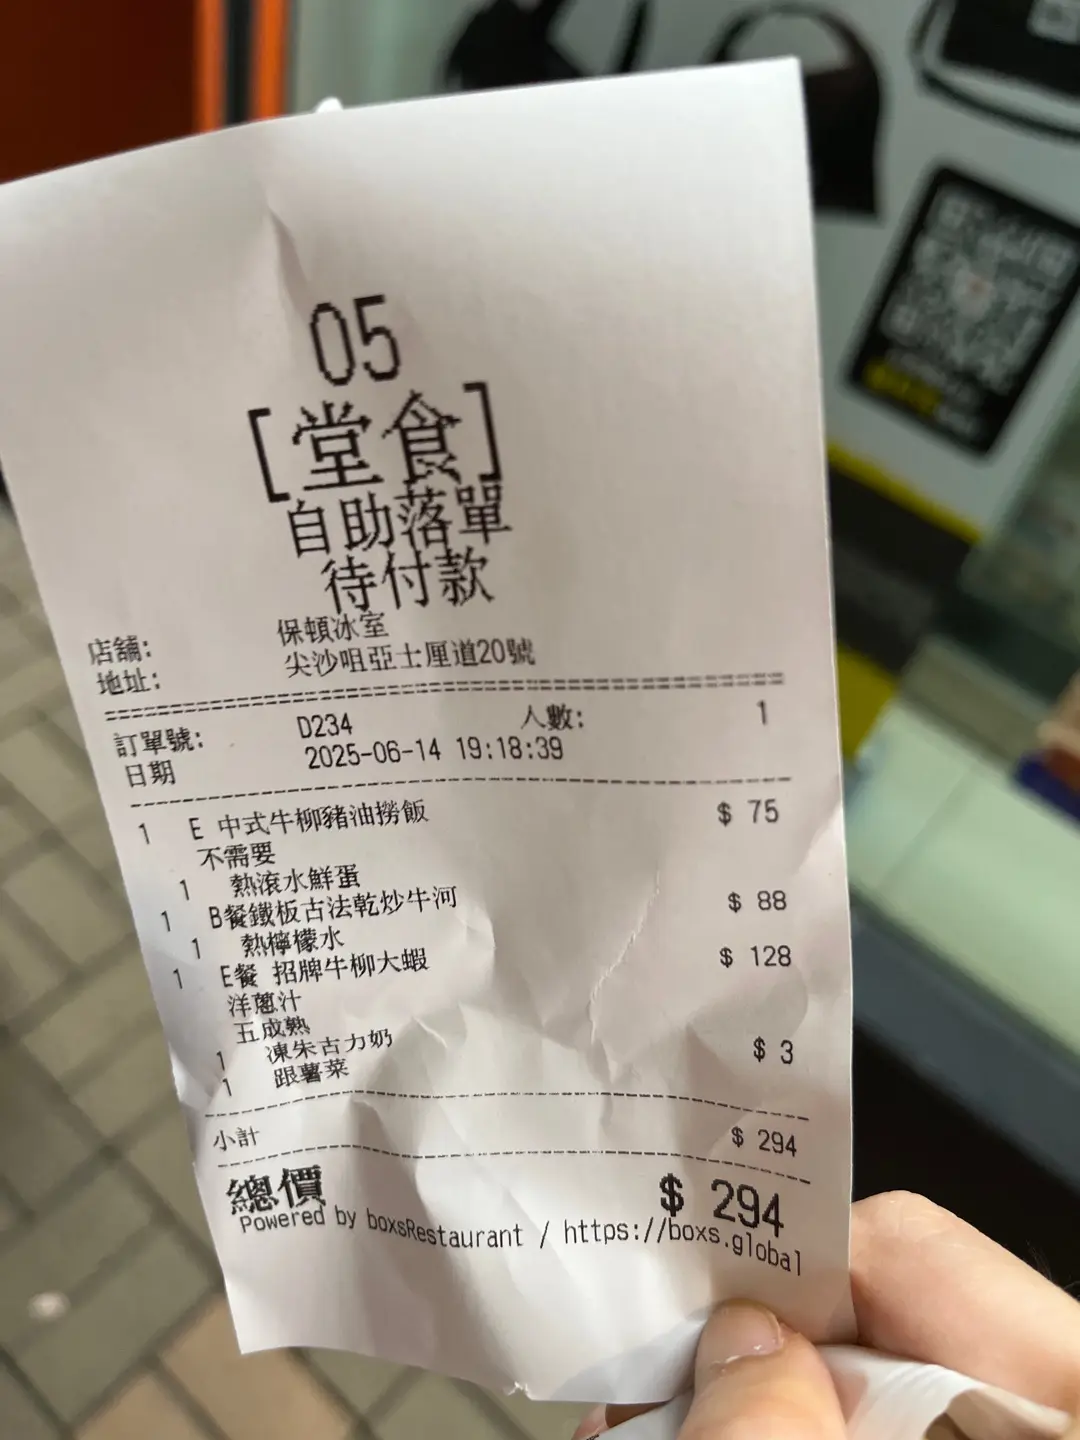 05
[堂食]
自助落單
待付款
店舖: 保頓冰室
地址: 尖沙咀亞士厘道20號
訂單號: D234 人數: 1
日期 2025-06-14 19:18:39
1 E 中式牛柳豬油撈飯 $ 75
不需要
1 熱滾水鮮蛋
1 B餐鐵板古法乾炒牛河 $ 88
1 熱檸檬水
1 E餐 招牌牛柳大蝦 $ 128
洋蔥汁
五成熟
1 凍朱古力奶 $ 3
1 跟薯菜
小計 $ 294
總價 $ 294
Powered by boxsRestaurant / https://boxs.global